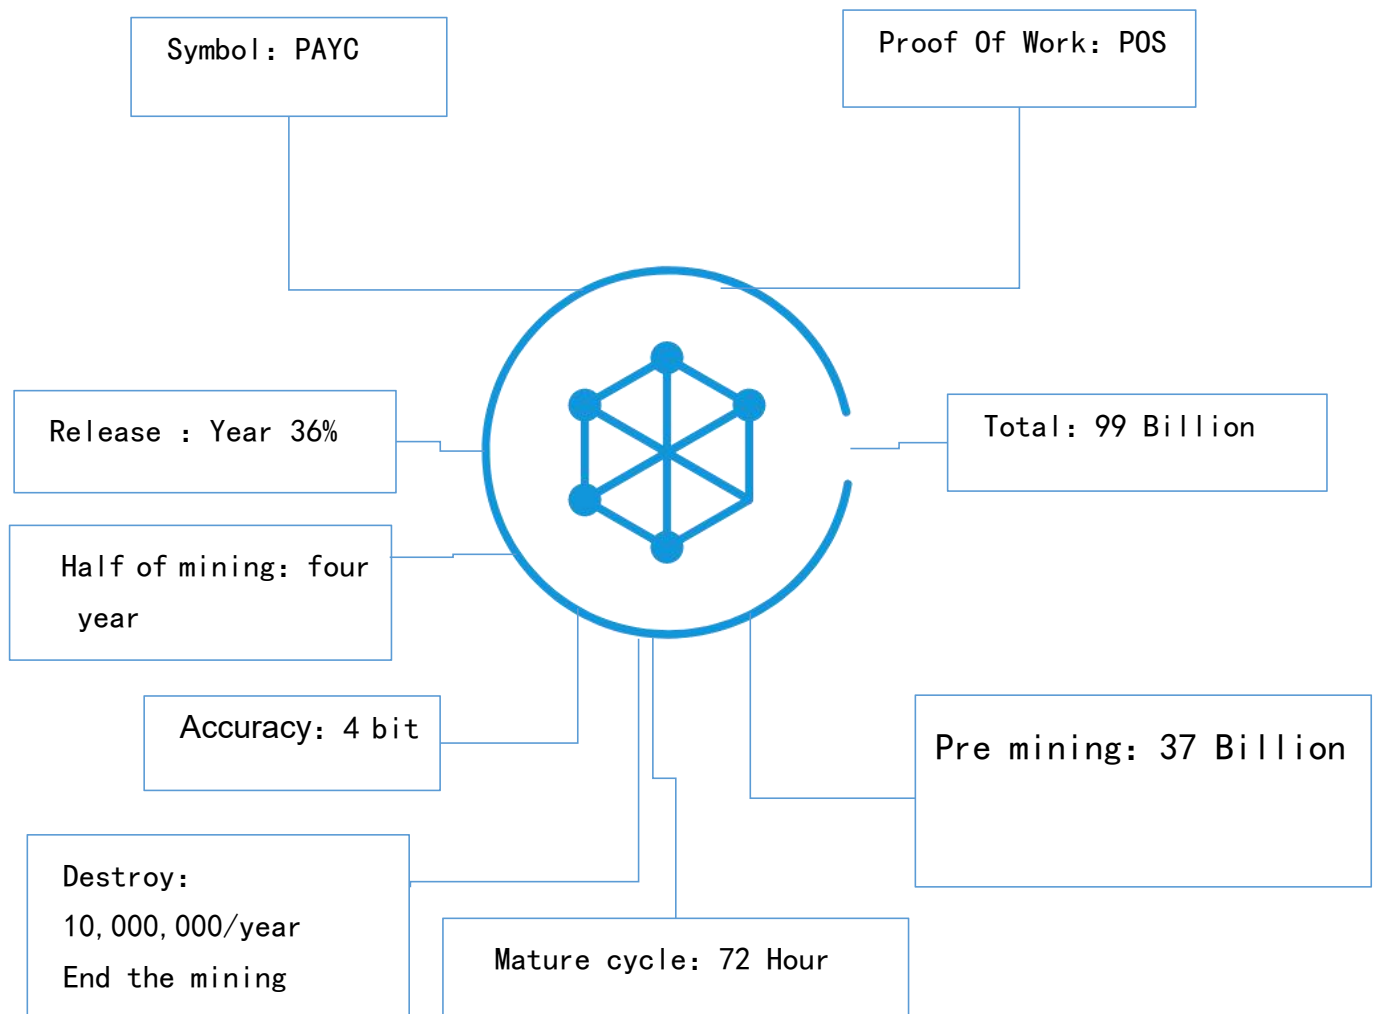 Symbol: PAYC
Proof Of Work: POS
Release : Year 36%
Total: 99 Billion
Half of mining: four
year
Accuracy: 4 bit
Pre mining: 37 Billion
Destroy:
10,000,000/year
End the mining
Mature cycle: 72 Hour